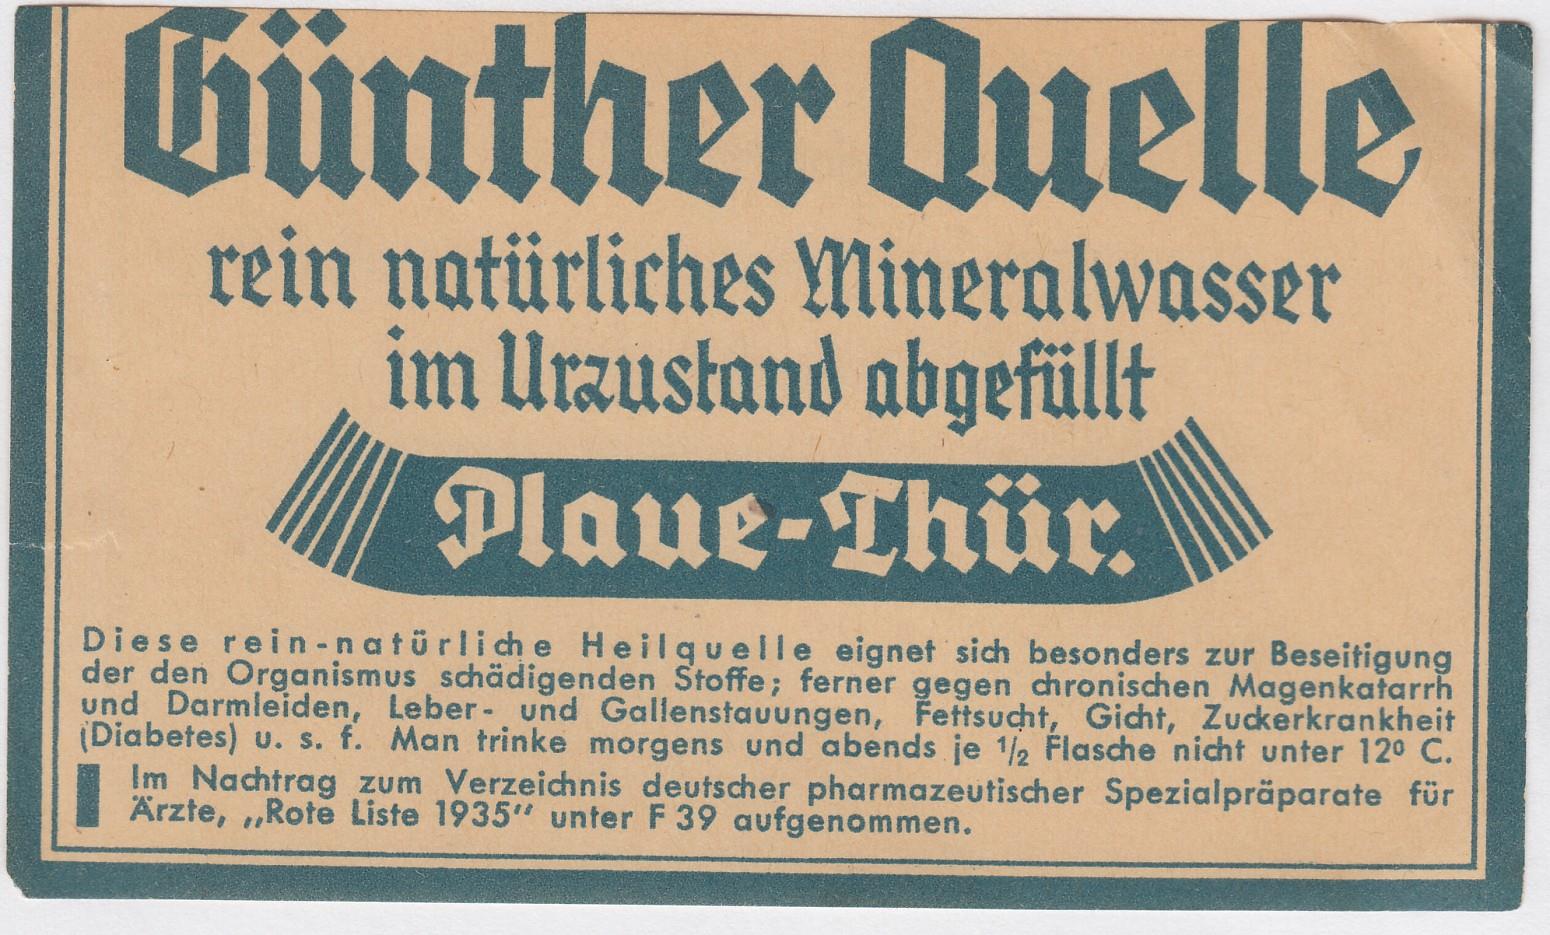 Günther Quelle
rein natürliches Mineralwasser
im Urzustand abgefüllt
Plaue-Thür.
Diese rein-natürliche Heilquelle eignet sich besonders zur Beseitigung
der den Organismus schädigenden Stoffe; ferner gegen chronischen Magenkatarrh
und Darmleiden, Leber- und Gallenstauungen, Fettsucht, Gicht, Zuckerkrankheit
(Diabetes) u. s. f. Man trinke morgens und abends je 1/2 Flasche nicht unter 12º C.
Im Nachtrag zum Verzeichnis deutscher pharmazeutischer Spezialpräparate für
Ärzte, „Rote Liste 1935“ unter F 39 aufgenommen.